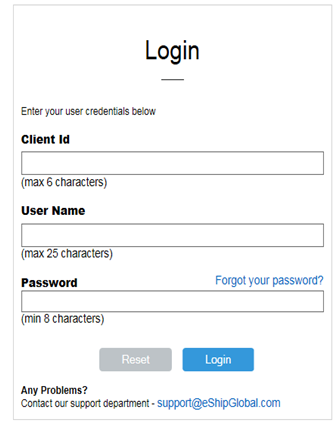 Login
Enter your user credentials below
Client Id
(max 6 characters)
User Name
(max 25 characters)
Password Forgot your password?
(min 8 characters)
Reset Login
Any Problems?
Contact our support department - support@eShipGlobal.com